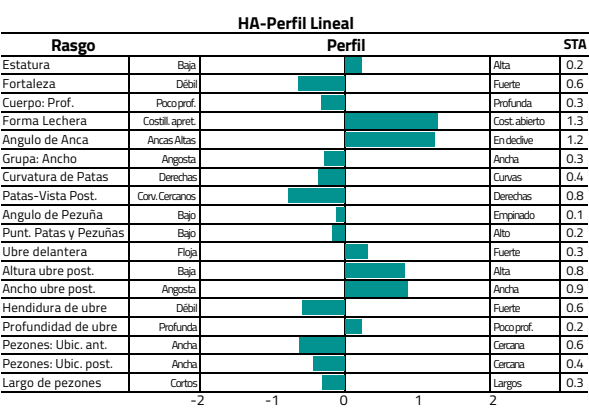 HA-Perfil Lineal
Rasgo Perfil STA
Estatura Baja Alta 0.2
Fortaleza Débil Fuerte 0.6
Cuerpo: Prof. Poco prof. Profunda 0.3
Forma Lechera Costill. apret. Cost. abierto 1.3
Angulo de Anca Ancas Altas En declive 1.2
Grupa: Ancho Angosta Ancha 0.3
Curvatura de Patas Derechas Curvas 0.4
Patas-Vista Post. Corv. Cercanos Derechas 0.8
Angulo de Pezuña Bajo Empinado 0.1
Punt. Patas y Pezuñas Bajo Alto 0.2
Ubre delantera Floja Fuerte 0.3
Altura ubre post. Baja Alta 0.8
Ancho ubre post. Angosta Ancha 0.9
Hendidura de ubre Débil Fuerte 0.6
Profundidad de ubre Profunda Poco prof. 0.2
Pezones: Ubic. ant. Ancha Cercana 0.6
Pezones: Ubic. post. Ancha Cercana 0.4
Largo de pezones Cortos Largos 0.3
-2 -1 0 1 2